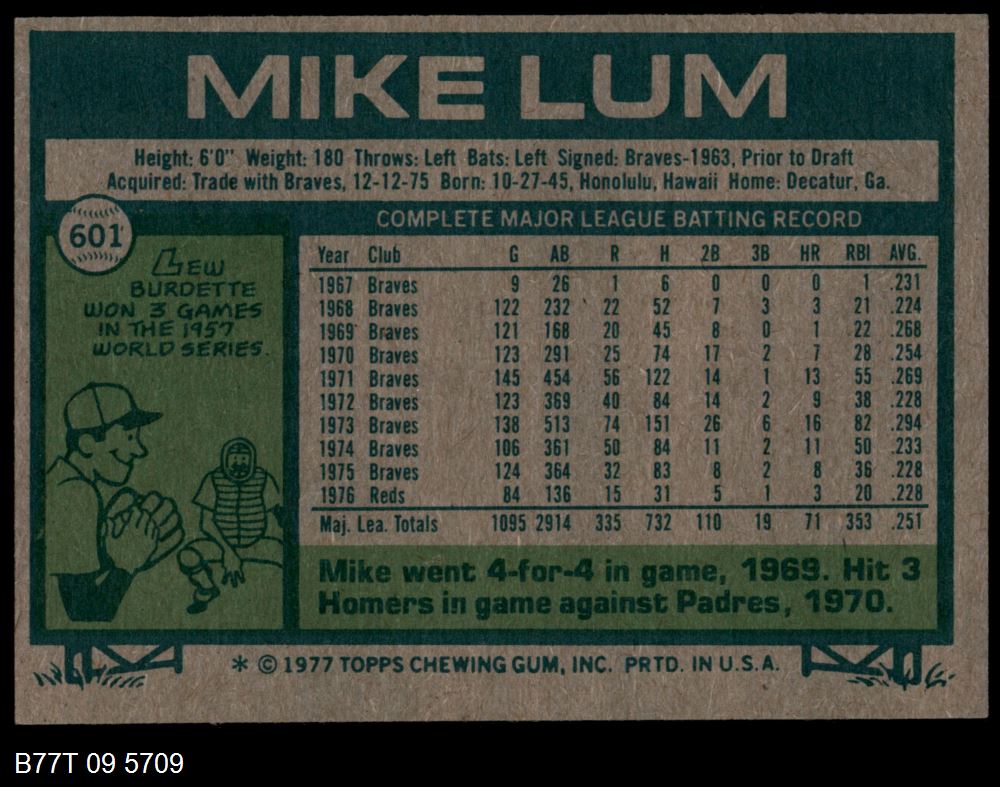 MIKE LUM
Height: 6'0" Weight: 180 Throws: Left Bats: Left Signed: Braves-1963, Prior to Draft
Acquired: Trade with Braves, 12-12-75 Born: 10-27-45, Honolulu, Hawaii Home: Decatur, Ga.
601
LEW
BURDETTE
WON 3 GAMES
IN THE 1957
WORLD SERIES.
COMPLETE MAJOR LEAGUE BATTING RECORD
Year Club G AB R H 2B 3B HR RBI AVG.
1967 Braves 9 26 1 6 0 0 0 1 .231
1968 Braves 122 232 22 52 7 3 3 21 .224
1969 Braves 121 168 20 45 8 0 1 22 .268
1970 Braves 123 291 25 74 17 2 7 28 .254
1971 Braves 145 454 56 122 14 1 13 55 .269
1972 Braves 123 369 40 84 14 2 9 38 .228
1973 Braves 138 513 74 151 26 6 16 82 .294
1974 Braves 106 361 50 84 11 2 11 50 .233
1975 Braves 124 364 32 83 8 2 8 36 .228
1976 Reds 84 136 15 31 5 1 3 20 .228
Maj. Lea. Totals 1095 2914 335 732 110 19 71 353 .251
Mike went 4-for-4 in game, 1969. Hit 3
Homers in game against Padres, 1970.
* © 1977 TOPPS CHEWING GUM, INC. PRTD. IN U.S.A.
B77T 09 5709